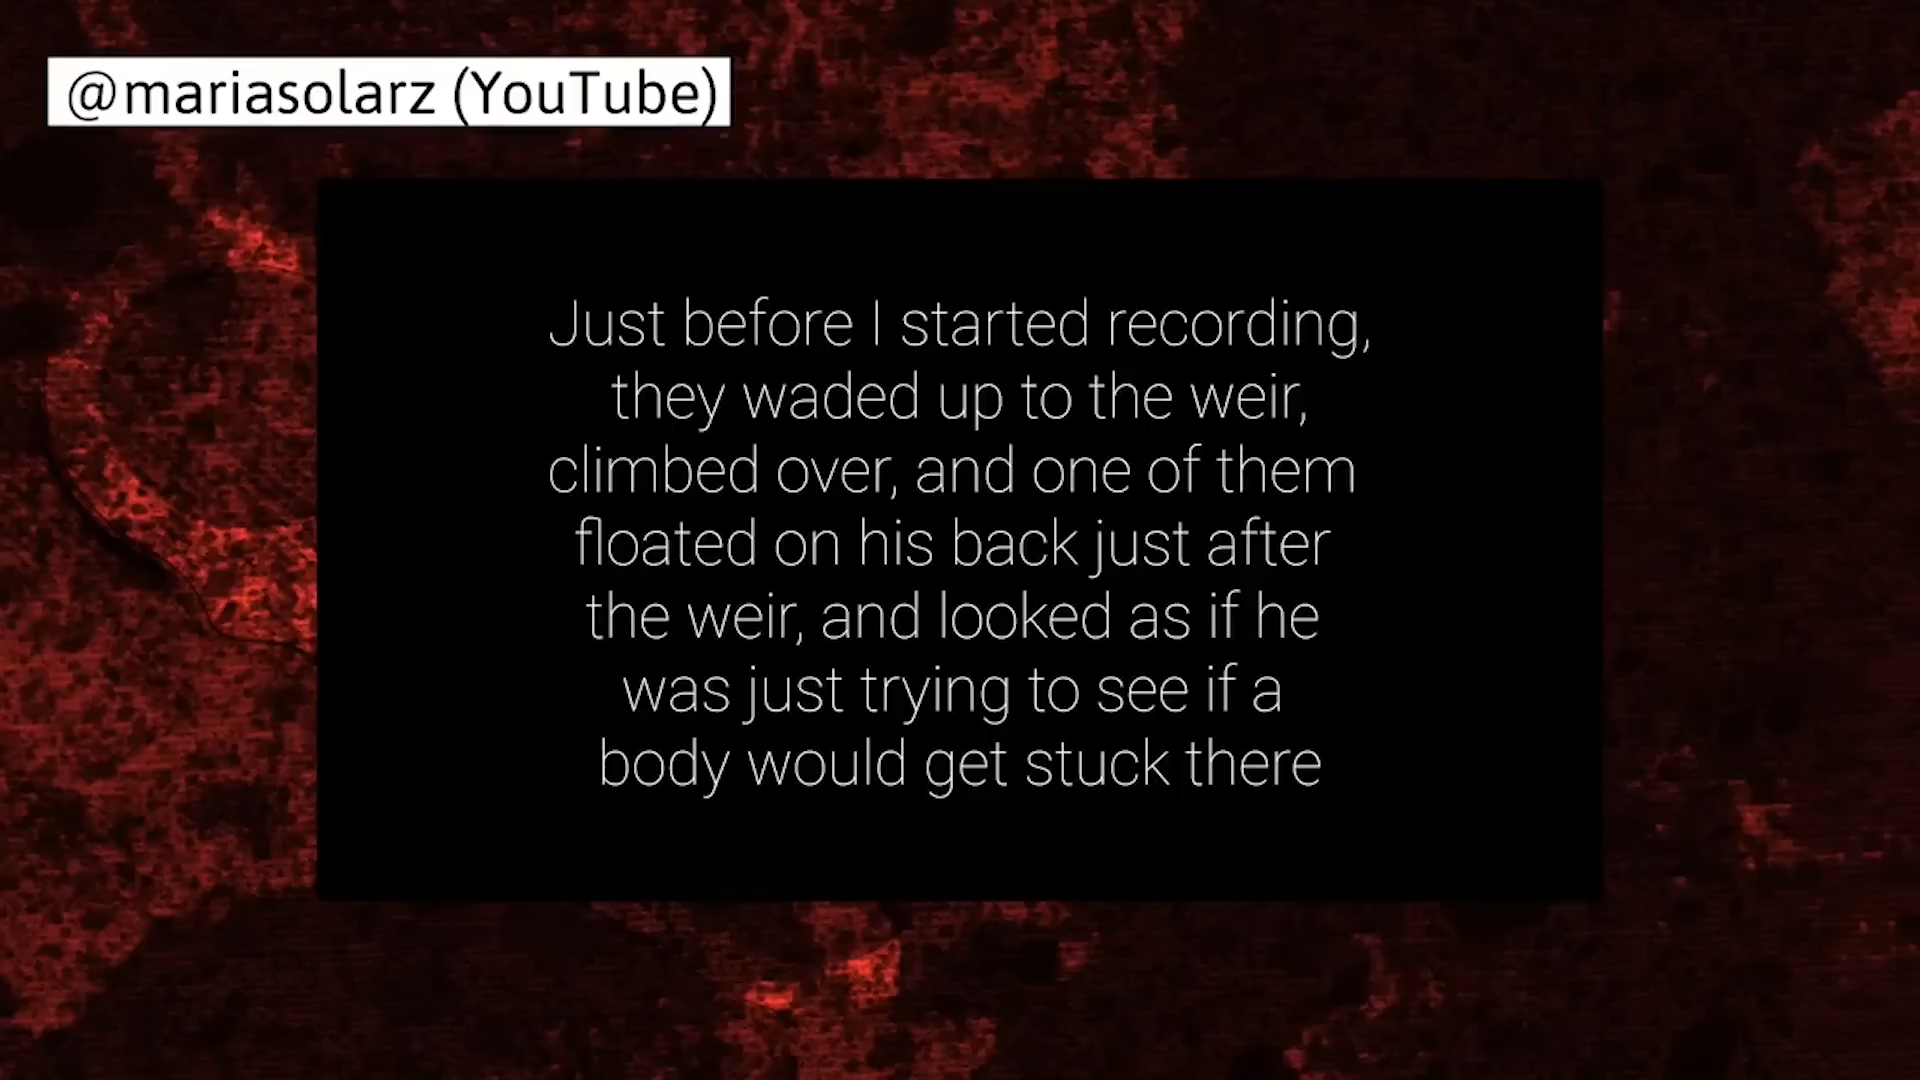 @mariasolarz (YouTube)
Just before I started recording,
they waded up to the weir,
climbed over, and one of them
floated on his back just after
the weir, and looked as if he
was just trying to see if a
body would get stuck there